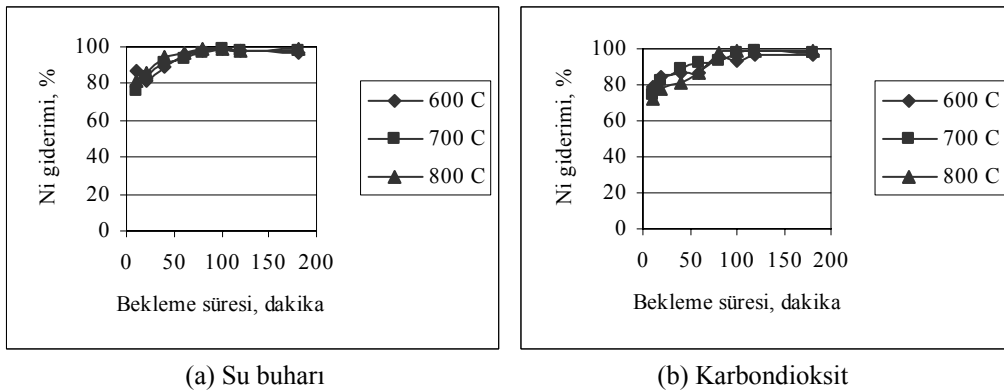 Ni giderimi, %
100
80
60
40
20
0
0 50 100 150 200
Bekleme süresi, dakika
600 C
700 C
800 C
(a) Su buharı
Ni giderimi, %
100
80
60
40
20
0
0 50 100 150 200
Bekleme süresi, dakika
600 C
700 C
800 C
(b) Karbondioksit